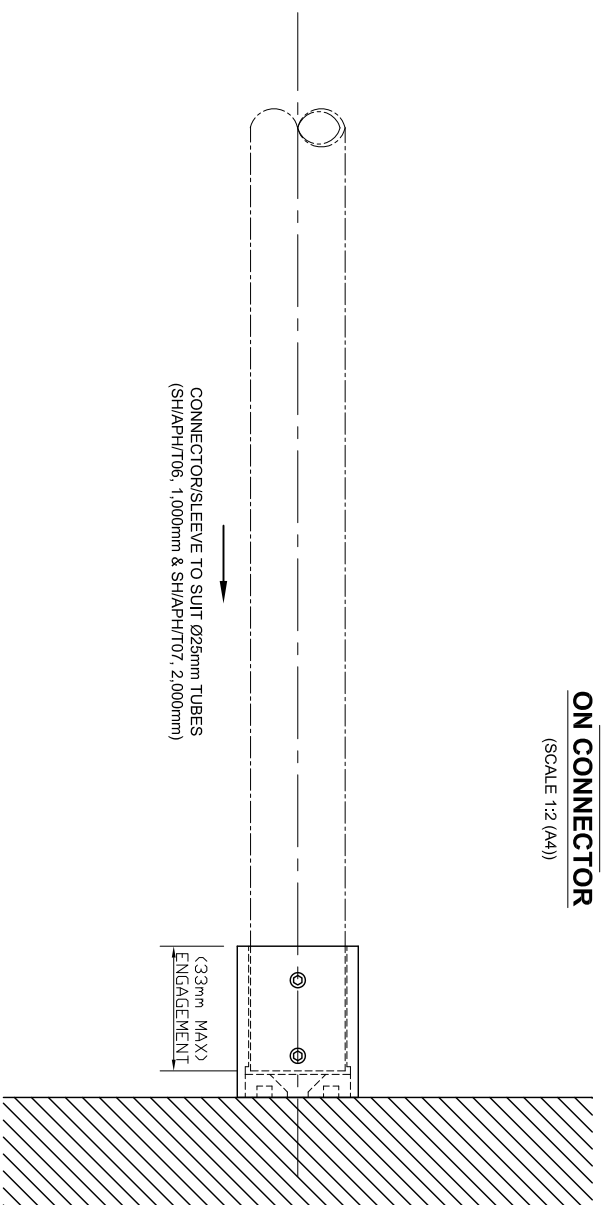 ON CONNECTOR
(SCALE 1:2 (A4))
CONNECTOR/SLEEVE TO SUIT Ø25mm TUBES
(SH/APH/T06, 1,000mm & SH/APH/T07, 2,000mm)
(33mm MAX)
ENGAGEMENT